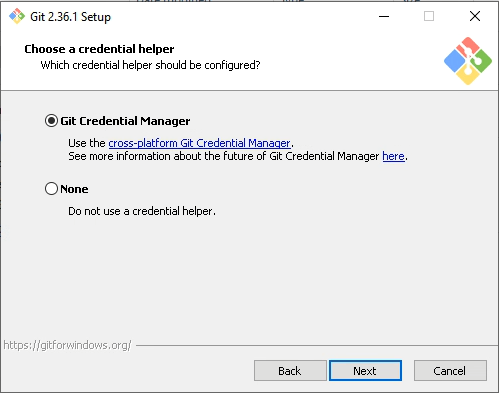 Git 2.36.1 Setup
Choose a credential helper
Which credential helper should be configured?
Git Credential Manager
Use the cross-platform Git Credential Manager.
See more information about the future of Git Credential Manager here.
None
Do not use a credential helper.
https://gitforwindows.org/
Back Next Cancel